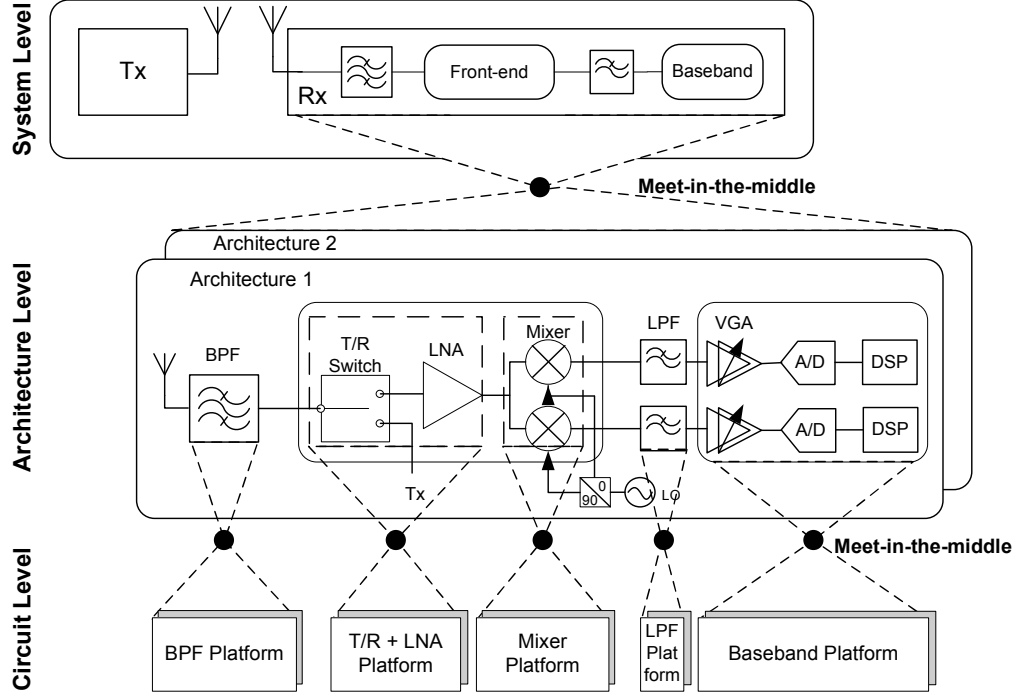 System Level
Tx
Rx
Front-end
Baseband
Meet-in-the-middle
Architecture Level
Architecture 2
Architecture 1
BPF
T/R
Switch
LNA
Mixer
LPF
VGA
A/D
DSP
A/D
DSP
Tx
0
90
LO
Circuit Level
Meet-in-the-middle
BPF Platform
T/R + LNA
Platform
Mixer
Platform
LPF
Plat
form
Baseband Platform